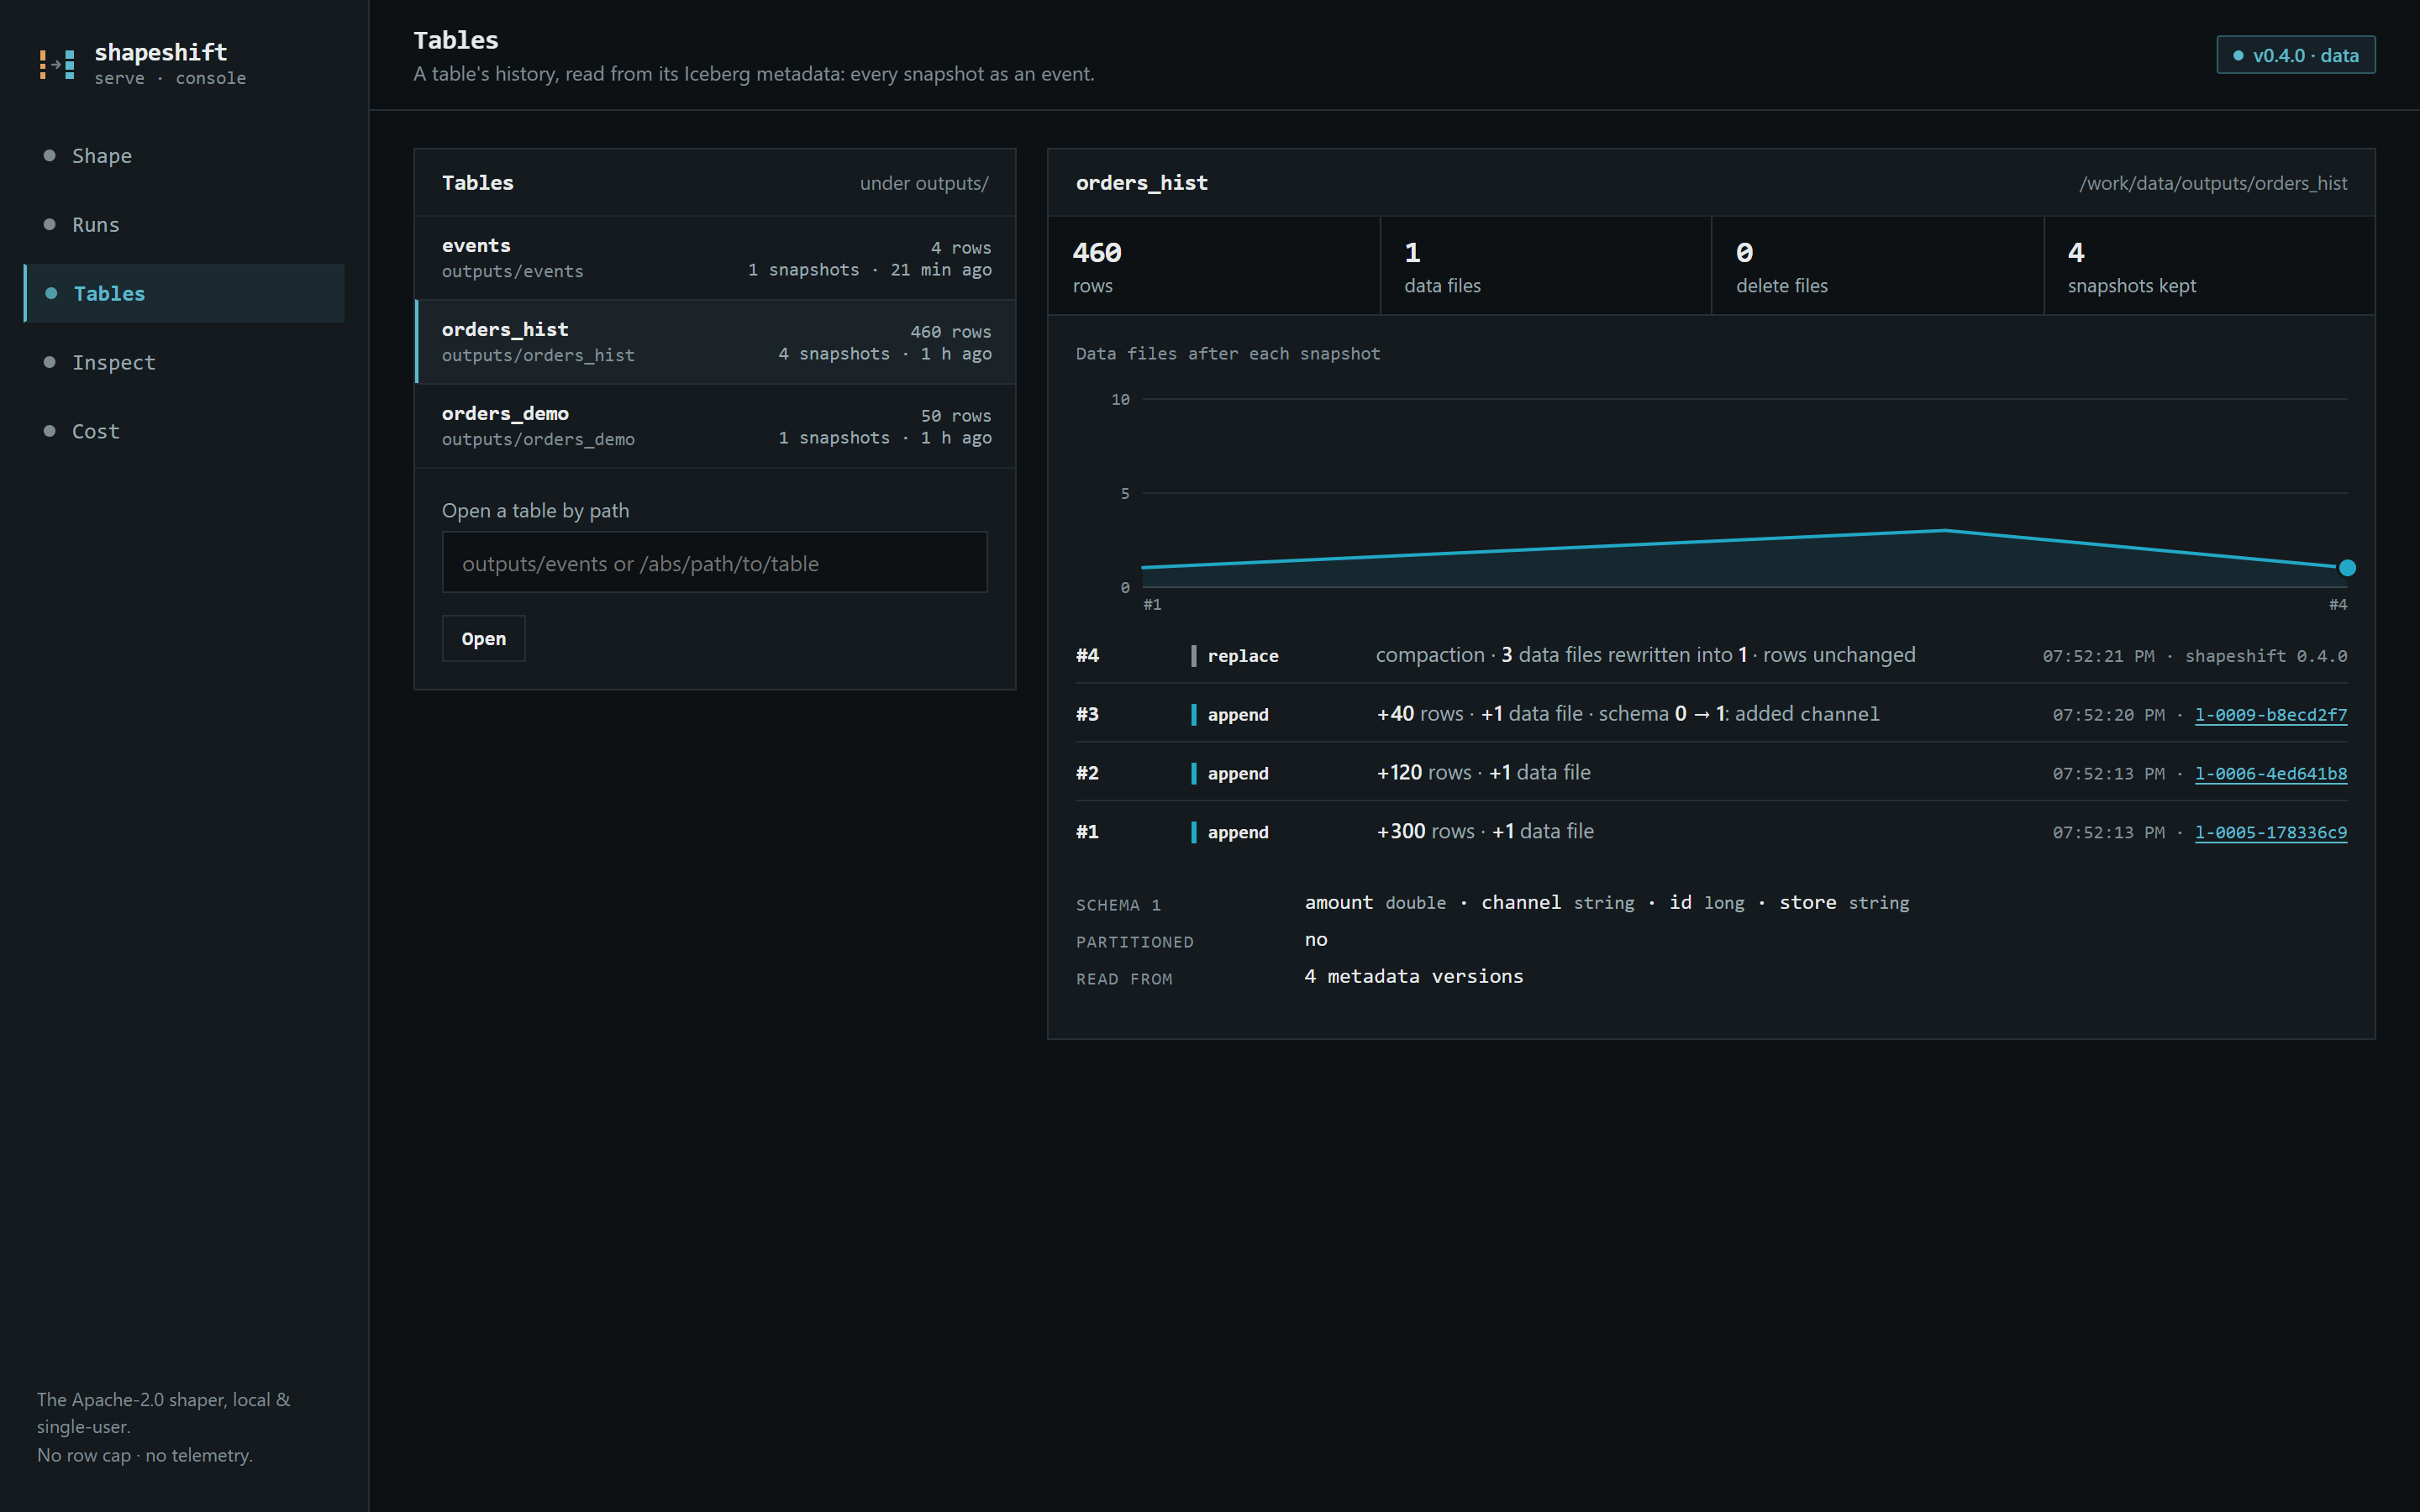 shapeshift
serve · console
Shape
Runs
Tables
Inspect
Cost
The Apache-2.0 shaper, local &
single-user.
No row cap · no telemetry.
Tables
A table's history, read from its Iceberg metadata: every snapshot as an event.
v0.4.0 · data
Tables under outputs/
events 4 rows
outputs/events 1 snapshots · 21 min ago
orders_hist 460 rows
outputs/orders_hist 4 snapshots · 1 h ago
orders_demo 50 rows
outputs/orders_demo 1 snapshots · 1 h ago
Open a table by path
outputs/events or /abs/path/to/table
Open
orders_hist /work/data/outputs/orders_hist
460 1 0 4
rows data files delete files snapshots kept
Data files after each snapshot
10
5
0
#1 #4
#4 replace compaction · 3 data files rewritten into 1 · rows unchanged 07:52:21 PM · shapeshift 0.4.0
#3 append +40 rows · +1 data file · schema 0 → 1: added channel 07:52:20 PM · l-0009-b8ecd2f7
#2 append +120 rows · +1 data file 07:52:13 PM · l-0006-4ed641b8
#1 append +300 rows · +1 data file 07:52:13 PM · l-0005-178336c9
SCHEMA 1 amount double · channel string · id long · store string
PARTITIONED no
READ FROM 4 metadata versions